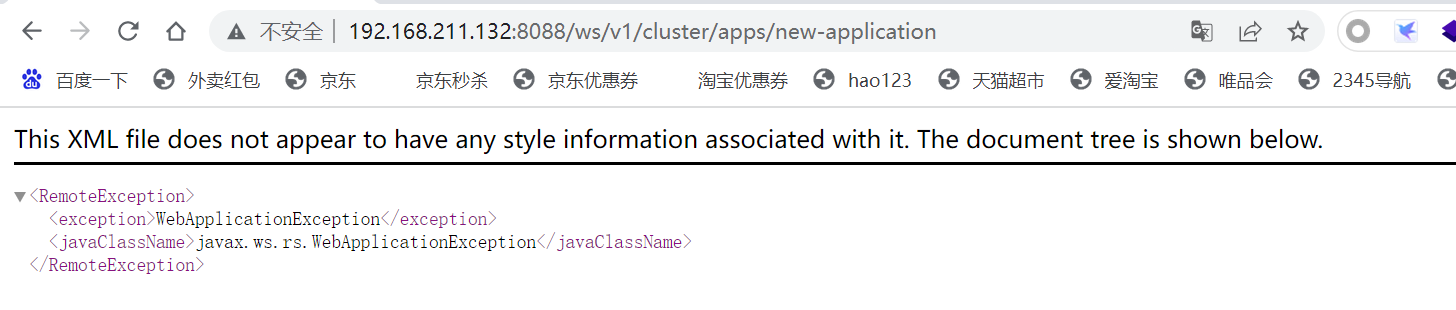 不安全 192.168.211.132:8088/ws/v1/cluster/apps/new-application
百度一下 外卖红包 京东 京东秒杀 京东优惠券 淘宝优惠券 hao123 天猫超市 爱淘宝 唯品会 2345导航
This XML file does not appear to have any style information associated with it. The document tree is shown below.
<RemoteException>
<exception>WebApplicationException</exception>
<javaClassName>javax.ws.rs.WebApplicationException</javaClassName>
</RemoteException>